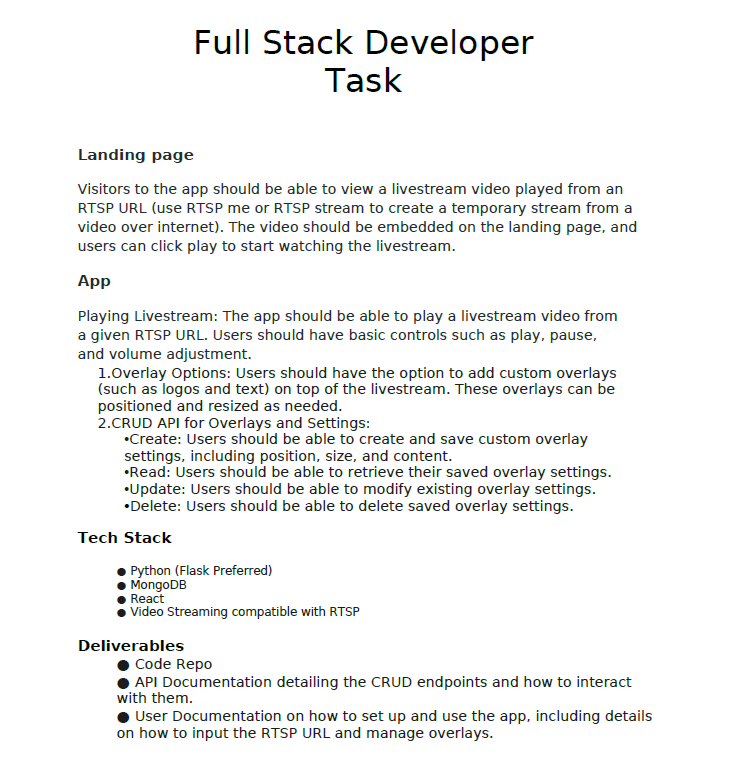 Full Stack Developer
Task
Landing page
Visitors to the app should be able to view a livestream video played from an
RTSP URL (use RTSP me or RTSP stream to create a temporary stream from a
video over internet). The video should be embedded on the landing page, and
users can click play to start watching the livestream.
App
Playing Livestream: The app should be able to play a livestream video from
a given RTSP URL. Users should have basic controls such as play, pause,
and volume adjustment.
1.Overlay Options: Users should have the option to add custom overlays
(such as logos and text) on top of the livestream. These overlays can be
positioned and resized as needed.
2.CRUD API for Overlays and Settings:
•Create: Users should be able to create and save custom overlay
settings, including position, size, and content.
•Read: Users should be able to retrieve their saved overlay settings.
•Update: Users should be able to modify existing overlay settings.
•Delete: Users should be able to delete saved overlay settings.
Tech Stack
● Python (Flask Preferred)
● MongoDB
● React
● Video Streaming compatible with RTSP
Deliverables
● Code Repo
● API Documentation detailing the CRUD endpoints and how to interact
with them.
● User Documentation on how to set up and use the app, including details
on how to input the RTSP URL and manage overlays.